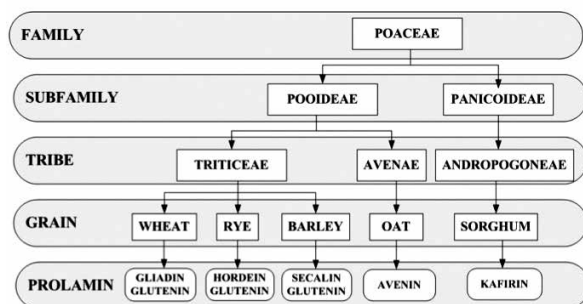 FAMILY
POACEAE
SUBFAMILY
POOIDEAE PANICOIDEAE
TRIBE
TRITICEAE AVENAE ANDROPOGONEAE
GRAIN
WHEAT RYE BARLEY OAT SORGHUM
PROLAMIN
GLIADIN GLUTENIN
HORDEIN GLUTENIN
SECALIN GLUTENIN
AVENIN
KAFIRIN